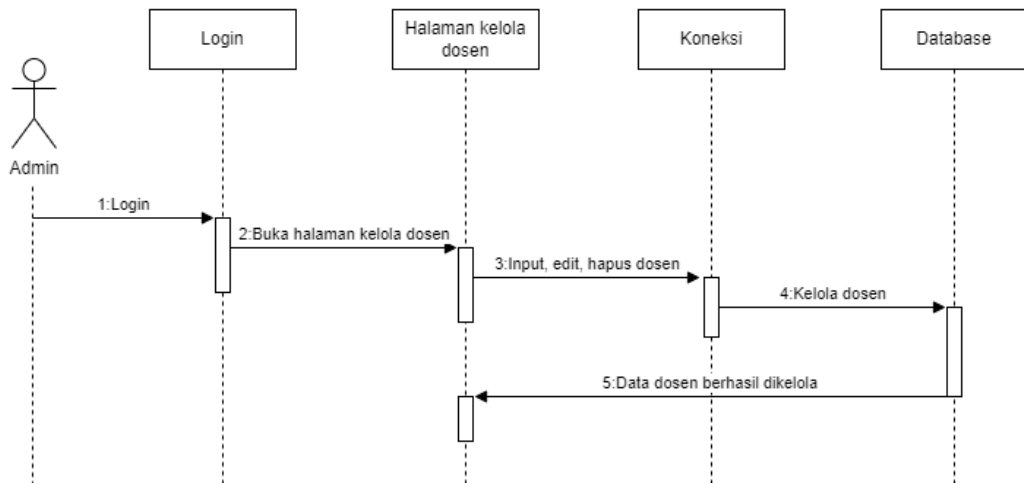 Login
Halaman kelola
dosen
Koneksi
Database
Admin
1:Login
2:Buka halaman kelola dosen
3:Input, edit, hapus dosen
4:Kelola dosen
5:Data dosen berhasil dikelola